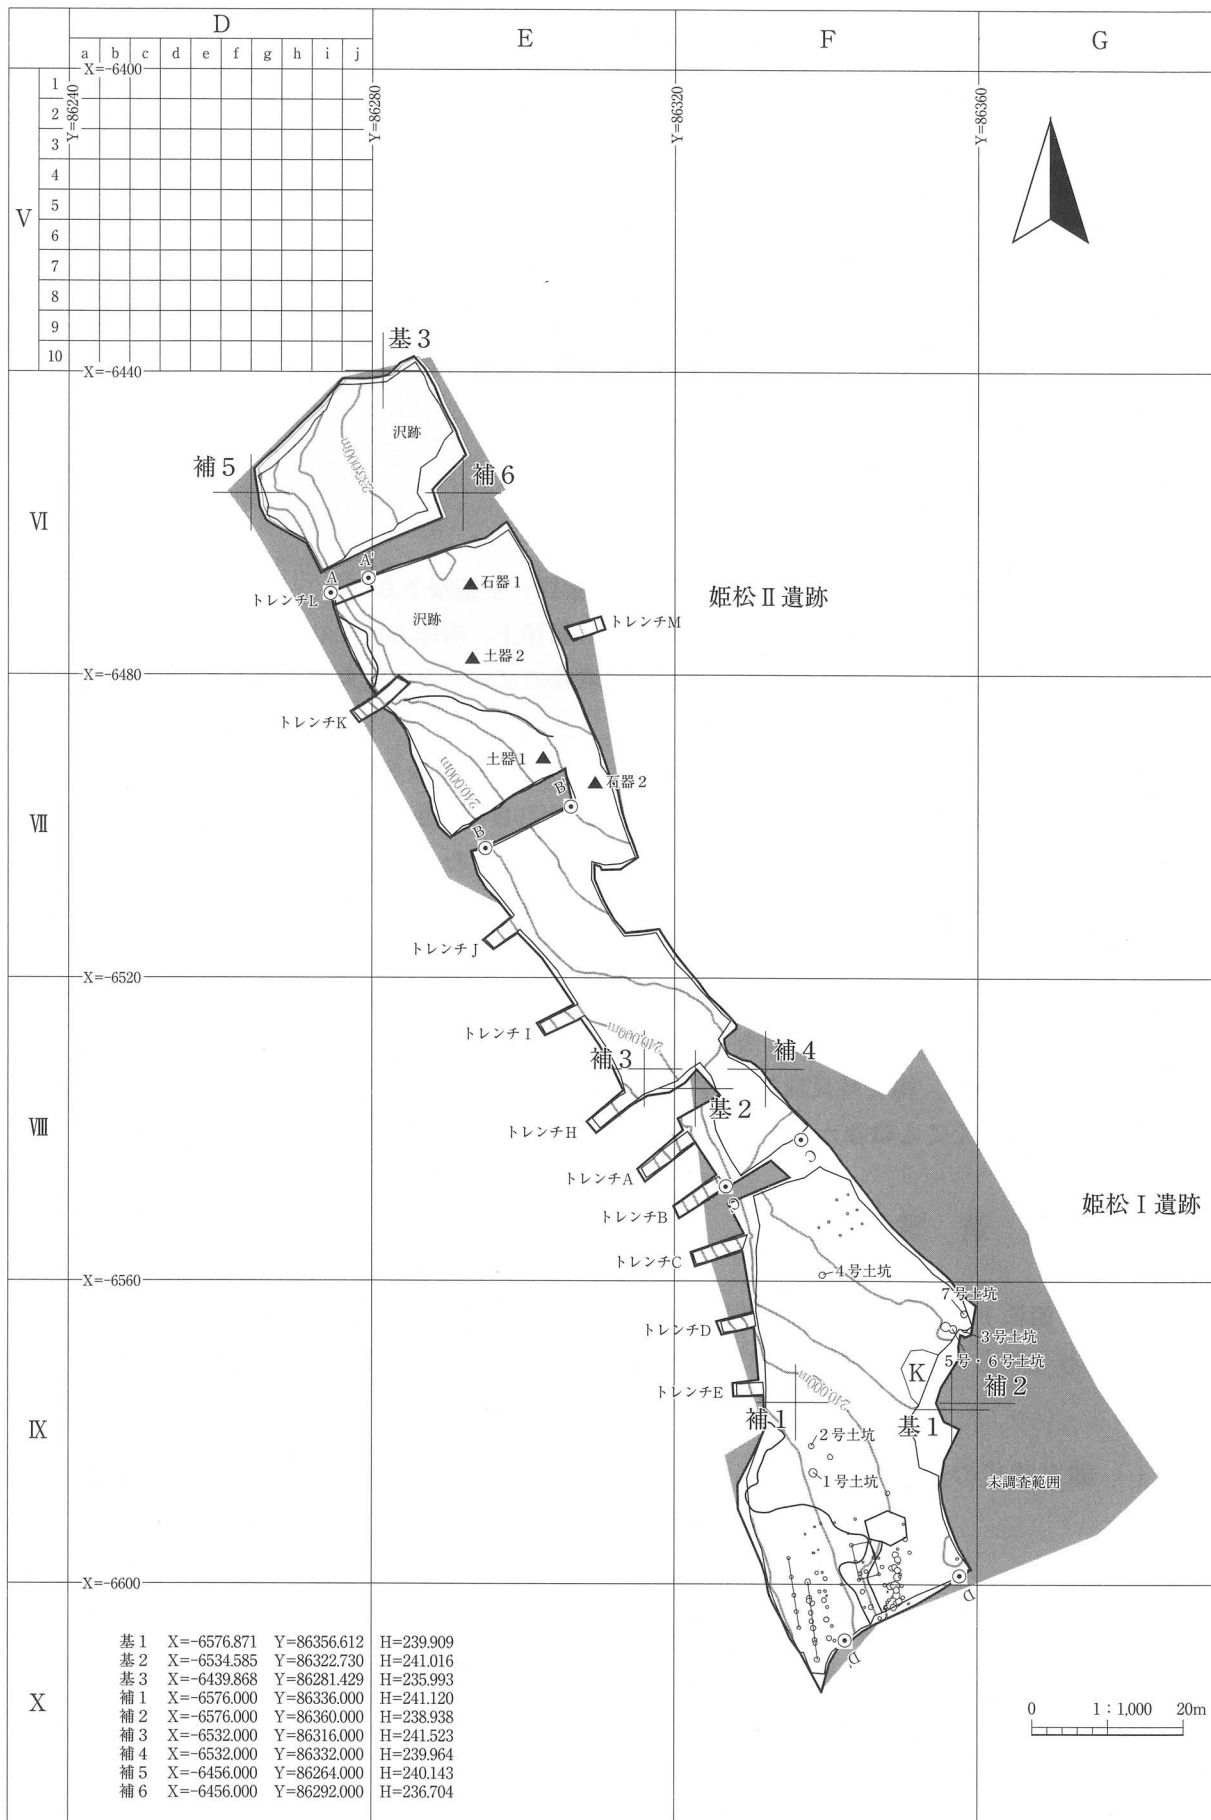 D
E
F
G
a b c d e f g h i j
X=-6400
Y=86240
Y=86280
Y=86320
Y=86360
1
2
3
4
5
6
7
8
9
10
Ⅴ
Ⅵ
Ⅶ
Ⅷ
Ⅸ
Ⅹ
X=-6440
X=-6480
X=-6520
X=-6560
X=-6600
基3
沢跡
補5
補6
A
A'
トレンチL
沢跡
石器1
土器2
トレンチM
姫松Ⅱ遺跡
トレンチK
240.000m
土器1
石器2
B
B'
トレンチJ
トレンチI
240.000m
補3
補4
基2
トレンチH
トレンチA
トレンチB
トレンチC
C
C'
姫松Ⅰ遺跡
4号土坑
7号土坑
3号土坑
5号・6号土坑
トレンチD
トレンチE
K
240.000m
補2
補1
基1
2号土坑
1号土坑
未調査範囲
D
D'
基1 X=-6576.871 Y=86356.612 H=239.909
基2 X=-6534.585 Y=86322.730 H=241.016
基3 X=-6439.868 Y=86281.429 H=235.993
補1 X=-6576.000 Y=86336.000 H=241.120
補2 X=-6576.000 Y=86360.000 H=238.938
補3 X=-6532.000 Y=86316.000 H=241.523
補4 X=-6532.000 Y=86332.000 H=239.964
補5 X=-6456.000 Y=86264.000 H=240.143
補6 X=-6456.000 Y=86292.000 H=236.704
0 1：1,000 20m